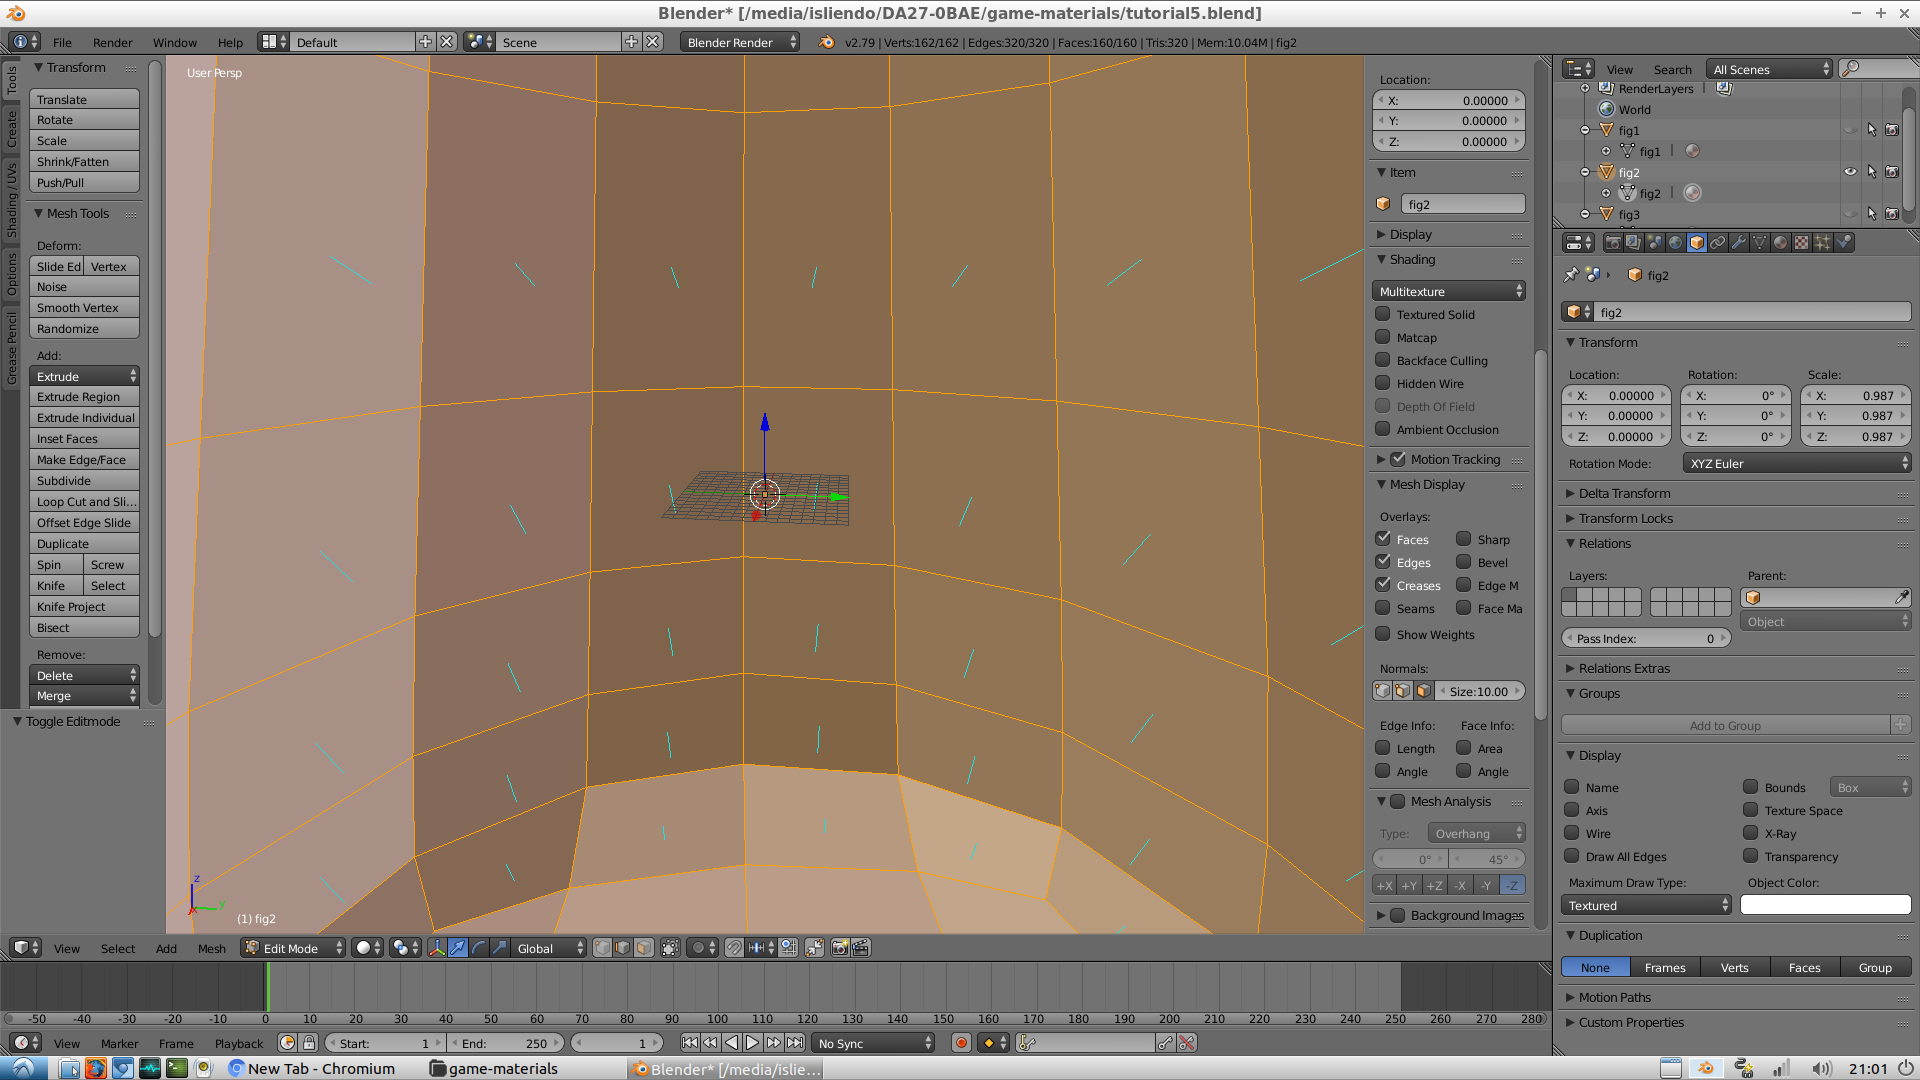 Blender* [/media/isliendo/DA27-0BAE/game-materials/tutorial5.blend]
File Render Window Help Default Scene Blender Render v2.79 | Verts:162/162 | Edges:320/320 | Faces:160/160 | Tris:320 | Mem:10.04M | fig2
Tools
Create
Shading / UVs
Options
Grease Pencil
Transform
Translate
Rotate
Scale
Shrink/Fatten
Push/Pull
Mesh Tools
Deform:
Slide Ed Vertex
Noise
Smooth Vertex
Randomize
Add:
Extrude
Extrude Region
Extrude Individual
Inset Faces
Make Edge/Face
Subdivide
Loop Cut and Sli...
Offset Edge Slide
Duplicate
Spin Screw
Knife Select
Knife Project
Bisect
Remove:
Delete
Merge
Toggle Editmode
User Persp
z
y
x
(1) fig2
Location:
X: 0.00000
Y: 0.00000
Z: 0.00000
Item
fig2
Display
Shading
Multitexture
Textured Solid
Matcap
Backface Culling
Hidden Wire
Depth Of Field
Ambient Occlusion
Motion Tracking
Mesh Display
Overlays:
Faces Sharp
Edges Bevel
Creases Edge M
Seams Face Ma
Show Weights
Normals:
Size:10.00
Edge Info: Face Info:
Length Area
Angle Angle
Mesh Analysis
Type: Overhang
0° 45°
+X +Y +Z -X -Y -Z
Background Images
View Search All Scenes
RenderLayers |
World
fig1
fig1 |
fig2
fig2 |
fig3
fig2
fig2
Transform
Location: Rotation: Scale:
X: 0.00000 X: 0° X: 0.987
Y: 0.00000 Y: 0° Y: 0.987
Z: 0.00000 Z: 0° Z: 0.987
Rotation Mode: XYZ Euler
Delta Transform
Transform Locks
Relations
Layers: Parent:
Object
Pass Index: 0
Relations Extras
Groups
Add to Group
Display
Name Bounds Box
Axis Texture Space
Wire X-Ray
Draw All Edges Transparency
Maximum Draw Type: Object Color:
Textured
Duplication
None Frames Verts Faces Group
Motion Paths
Custom Properties
View Select Add Mesh Edit Mode Global
-50 -40 -30 -20 -10 0 10 20 30 40 50 60 70 80 90 100 110 120 130 140 150 160 170 180 190 200 210 220 230 240 250 260 270 280
View Marker Frame Playback Start: 1 End: 250 1 No Sync
New Tab - Chromium game-materials Blender* [/media/islie... 21:01